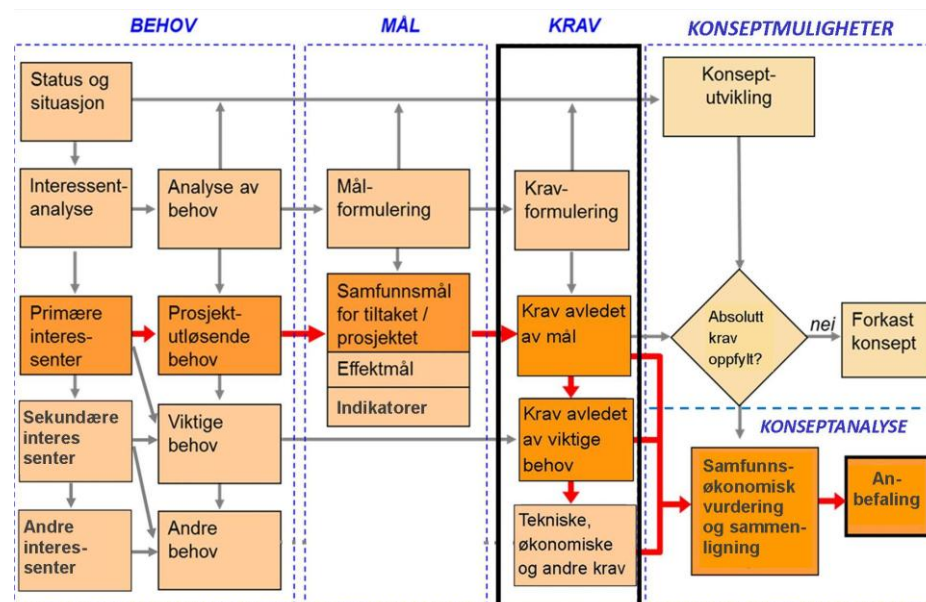 BEHOV
MÅL
KRAV
KONSEPTMULIGHETER
Status og
situasjon
Konsept-
utvikling
Interessent-
analyse
Analyse av
behov
Mål-
formulering
Krav-
formulering
Primære
interes-
senter
Prosjekt-
utløsende
behov
Samfunnsmål
for tiltaket /
prosjektet
Effektmål
Indikatorer
Krav avledet
av mål
Absolutt
krav
oppfylt?
nei
Forkast
konsept
Sekundære
interes
senter
Viktige
behov
Krav avledet
av viktige
behov
KONSEPTANALYSE
Samfunns-
økonomisk
vurdering
og sammen-
ligning
An-
befaling
Andre
interes-
senter
Andre
behov
Tekniske,
økonomiske
og andre krav